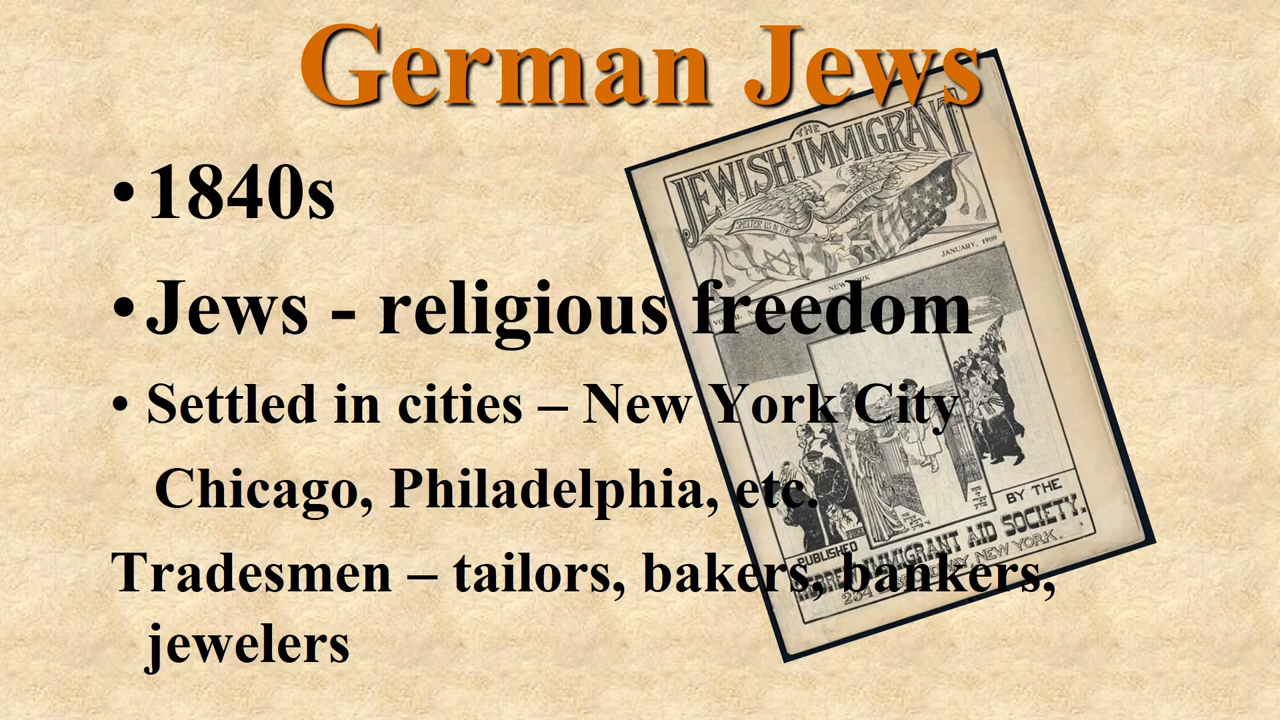 German Jews
• 1840s
• Jews - religious freedom
• Settled in cities – New York City
Chicago, Philadelphia, etc.
Tradesmen – tailors, bakers, bankers,
jewelers
THE
JEWISH IMMIGRANT
JANUARY, 1909
NEW YORK
PUBLISHED BY THE
IMMIGRANT AID SOCIETY.
NEW YORK.